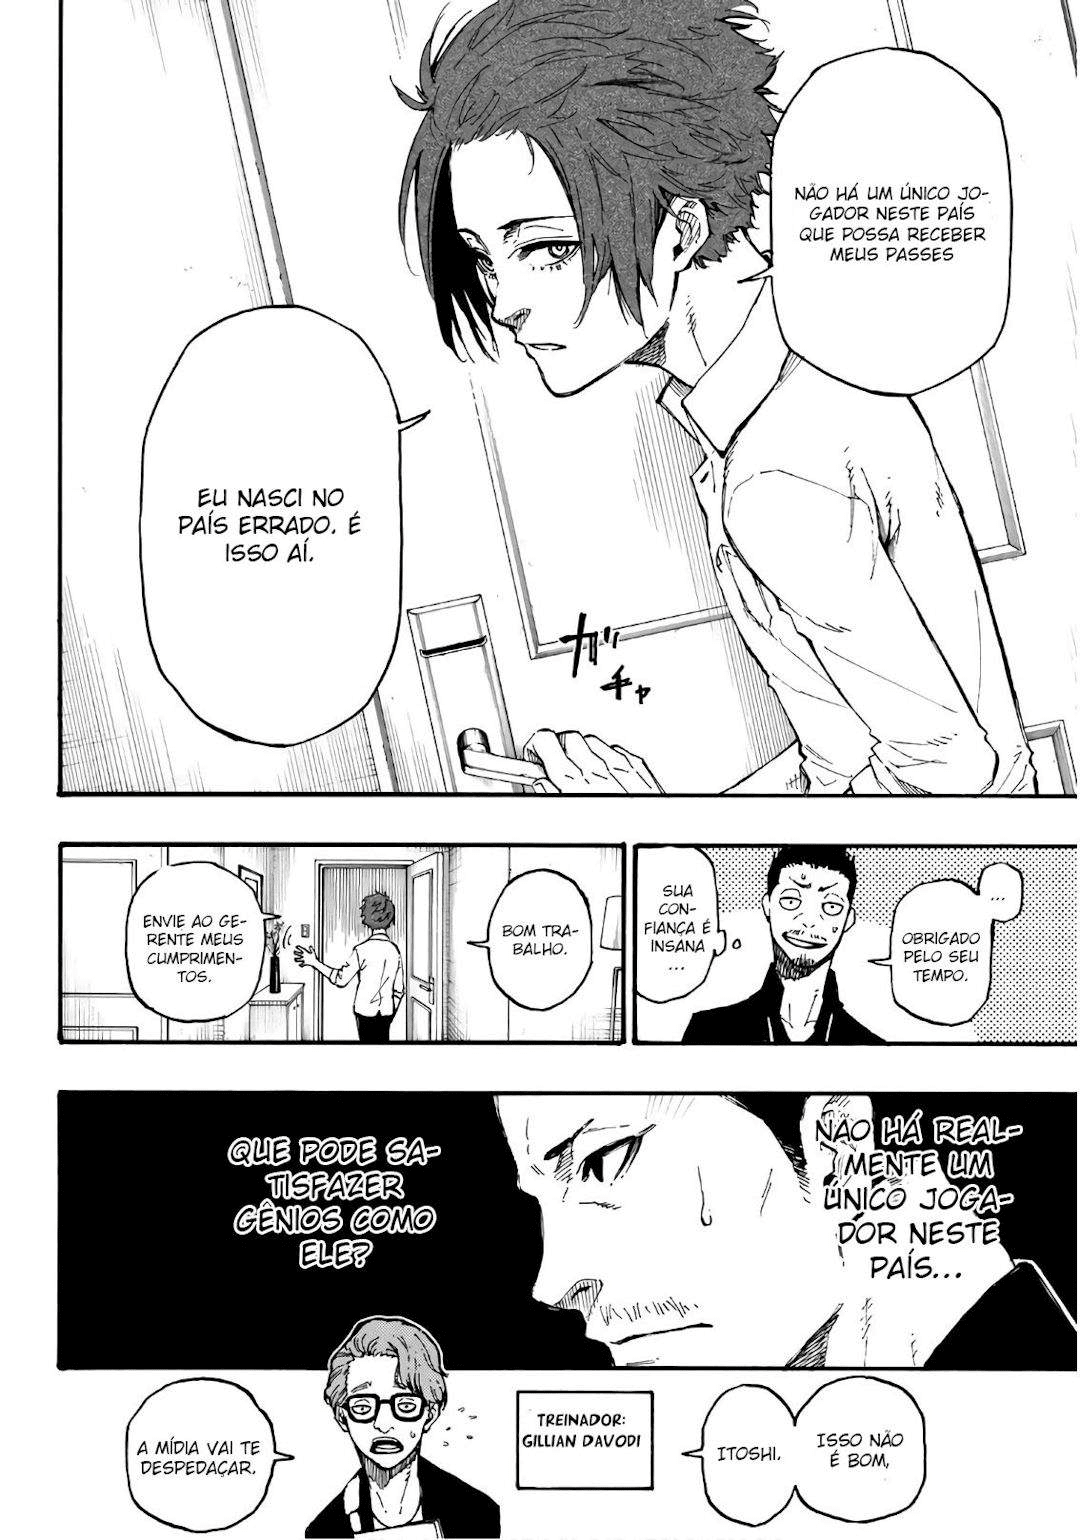 NÃO HÁ UM ÚNICO JO-
GADOR NESTE PAÍS
QUE POSSA RECEBER
MEUS PASSES
EU NASCI NO
PAÍS ERRADO. É
ISSO AÍ.
ガチャ
...
OBRIGADO
PELO SEU
TEMPO.
SUA
CON-
FIANÇA É
INSANA
...
BOM TRA-
BALHO.
ENVIE AO GE-
RENTE MEUS
CUMPRIMEN-
TOS.
NÃO HÁ REAL-
MENTE UM
ÚNICO JOGA-
DOR NESTE
PAÍS...
QUE PODE SA-
TISFAZER
GÊNIOS COMO
ELE?
ISSO NÃO
É BOM,
ITOSHI.
TREINADOR:
GILLIAN DAVODI
A MÍDIA VAI TE
DESPEDAÇAR.